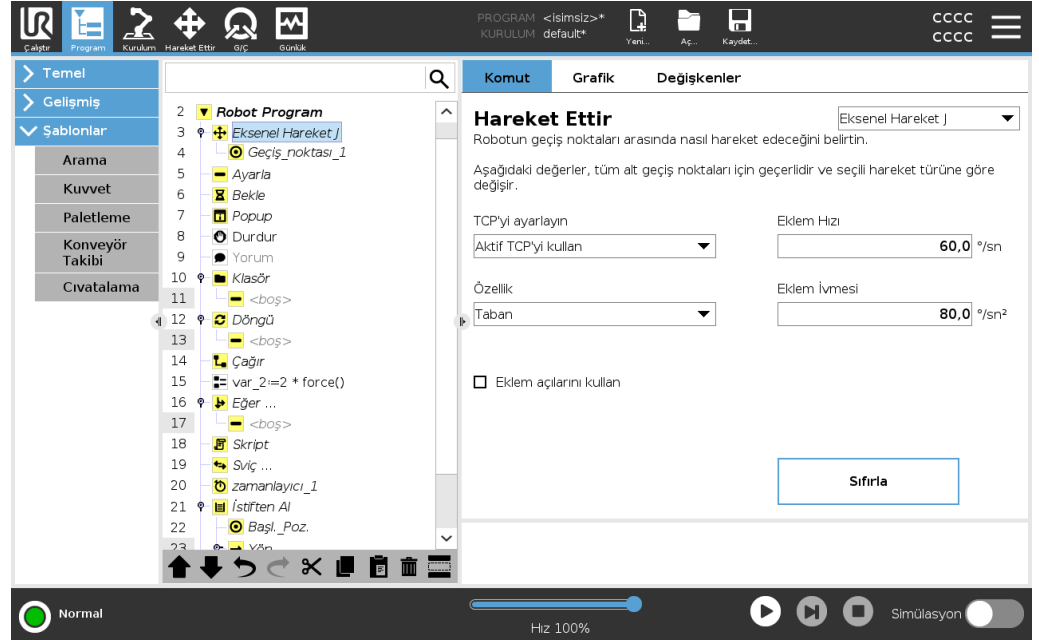 PROGRAM <isimsiz>*
KURULUM default*
CCCC
CCCC
Çalıştır
Program
Kurulum
Hareket Ettir
G/Ç
Günlük
Yeni...
Aç...
Kaydet...
Temel
Gelişmiş
Şablonlar
Arama
Kuvvet
Paletleme
Konveyör
Takibi
Cıvatalama
2 Robot Program
3 Eksenel Hareket J
4 Geçiş_noktası_1
5 Ayarla
6 Bekle
7 Popup
8 Durdur
9 Yorum
10 Klasör
11 <boş>
12 Döngü
13 <boş>
14 Çağır
15 var_2:=2 * force()
16 Eğer ...
17 <boş>
18 Skript
19 Sviç ...
20 zamanlayıcı_1
21 İstiften Al
22 Başl._Poz.
23 Yön
Komut
Grafik
Değişkenler
Hareket Ettir
Eksenel Hareket J
Robotun geçiş noktaları arasında nasıl hareket edeceğini belirtin.
Aşağıdaki değerler, tüm alt geçiş noktaları için geçerlidir ve seçili hareket türüne göre
değişir.
TCP'yi ayarlayın
Eklem Hızı
Aktif TCP'yi kullan
60,0 °/sn
Özellik
Eklem İvmesi
Taban
80,0 °/sn²
Eklem açılarını kullan
Sıfırla
Normal
Hız 100%
Simülasyon